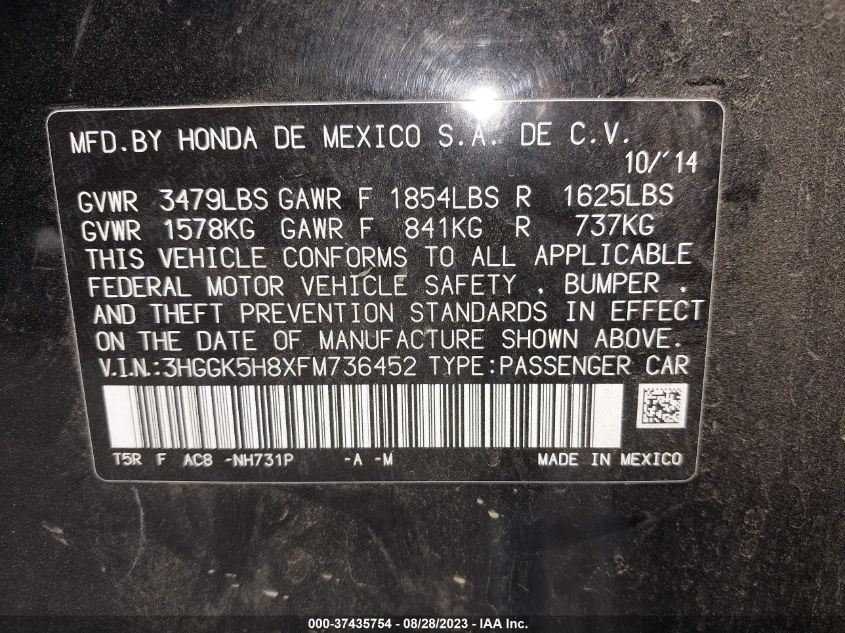 MFD.BY HONDA DE MEXICO S.A. DE C.V.
10/'14
GVWR 3479LBS GAWR F 1854LBS R 1625LBS
GVWR 1578KG GAWR F 841KG R 737KG
THIS VEHICLE CONFORMS TO ALL APPLICABLE
FEDERAL MOTOR VEHICLE SAFETY , BUMPER ,
AND THEFT PREVENTION STANDARDS IN EFFECT
ON THE DATE OF MANUFACTURE SHOWN ABOVE.
V.I.N.:3HGGK5H8XFM736452 TYPE:PASSENGER CAR
T5R F AC8 -NH731P -A -M MADE IN MEXICO
000-37435754 - 08/28/2023 - IAA Inc.